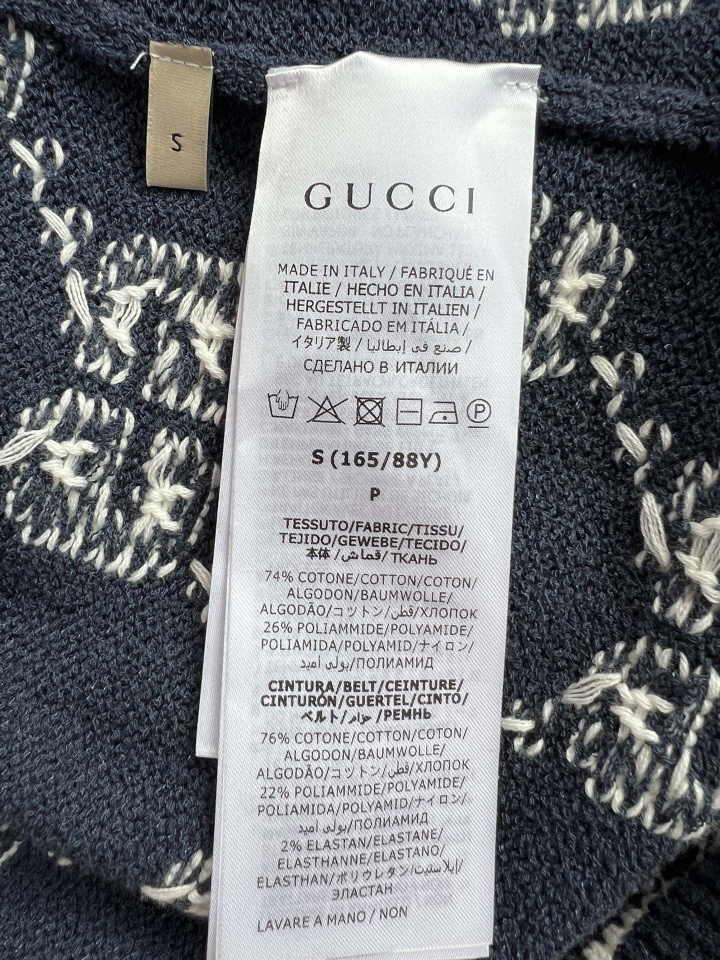 S
GUCCI
MADE IN ITALY / FABRIQUÉ EN
ITALIE / HECHO EN ITALIA /
HERGESTELLT IN ITALIEN /
FABRICADO EM ITÁLIA /
イタリア製 / صنع في إيطاليا /
СДЕЛАНО В ИТАЛИИ
P
S (165/88Y)
P
TESSUTO/FABRIC/TISSU/
TEJIDO/GEWEBE/TECIDO/
本体 /قماش/ ТКАНЬ
74% COTONE/COTTON/COTON/
ALGODON/BAUMWOLLE/
ALGODÃO/コットン/قطن/ХЛОПОК
26% POLIAMMIDE/POLYAMIDE/
POLIAMIDA/POLYAMID/ナイロン/
بولى اميد/ПОЛИАМИД
CINTURA/BELT/CEINTURE/
CINTURÓN/GUERTEL/CINTO/
ベルト/حزام/РЕМНЬ
76% COTONE/COTTON/COTON/
ALGODON/BAUMWOLLE/
ALGODÃO/コットン/قطن/ХЛОПОК
22% POLIAMMIDE/POLYAMIDE/
POLIAMIDA/POLYAMID/ナイロン/
بولى اميد/ПОЛИАМИД
2% ELASTAN/ELASTANE/
ELASTHANNE/ELASTANO/
ELASTHAN/ポリウレタン/إيلاستين/
ЭЛАСТАН
LAVARE A MANO / NON